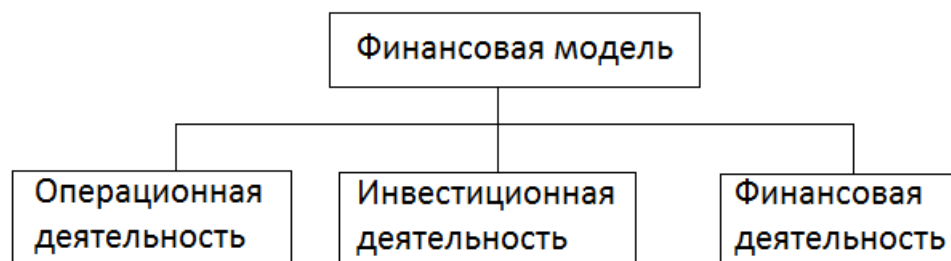 Финансовая модель
Операционная
деятельность
Инвестиционная
деятельность
Финансовая
деятельность